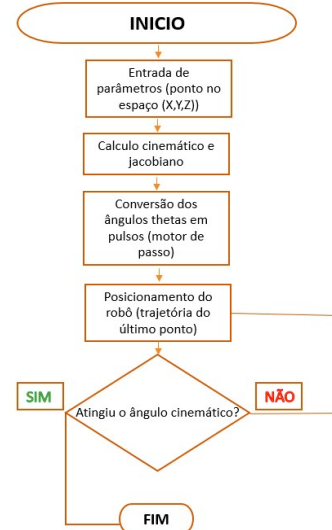 INICIO
Entrada de
parâmetros (ponto no
espaço (X,Y,Z))
Calculo cinemático e
jacobiano
Conversão dos
ângulos thetas em
pulsos (motor de
passo)
Posicionamento do
robô (trajetória do
último ponto)
SIM
Atingiu o ângulo cinemático?
NÃO
FIM